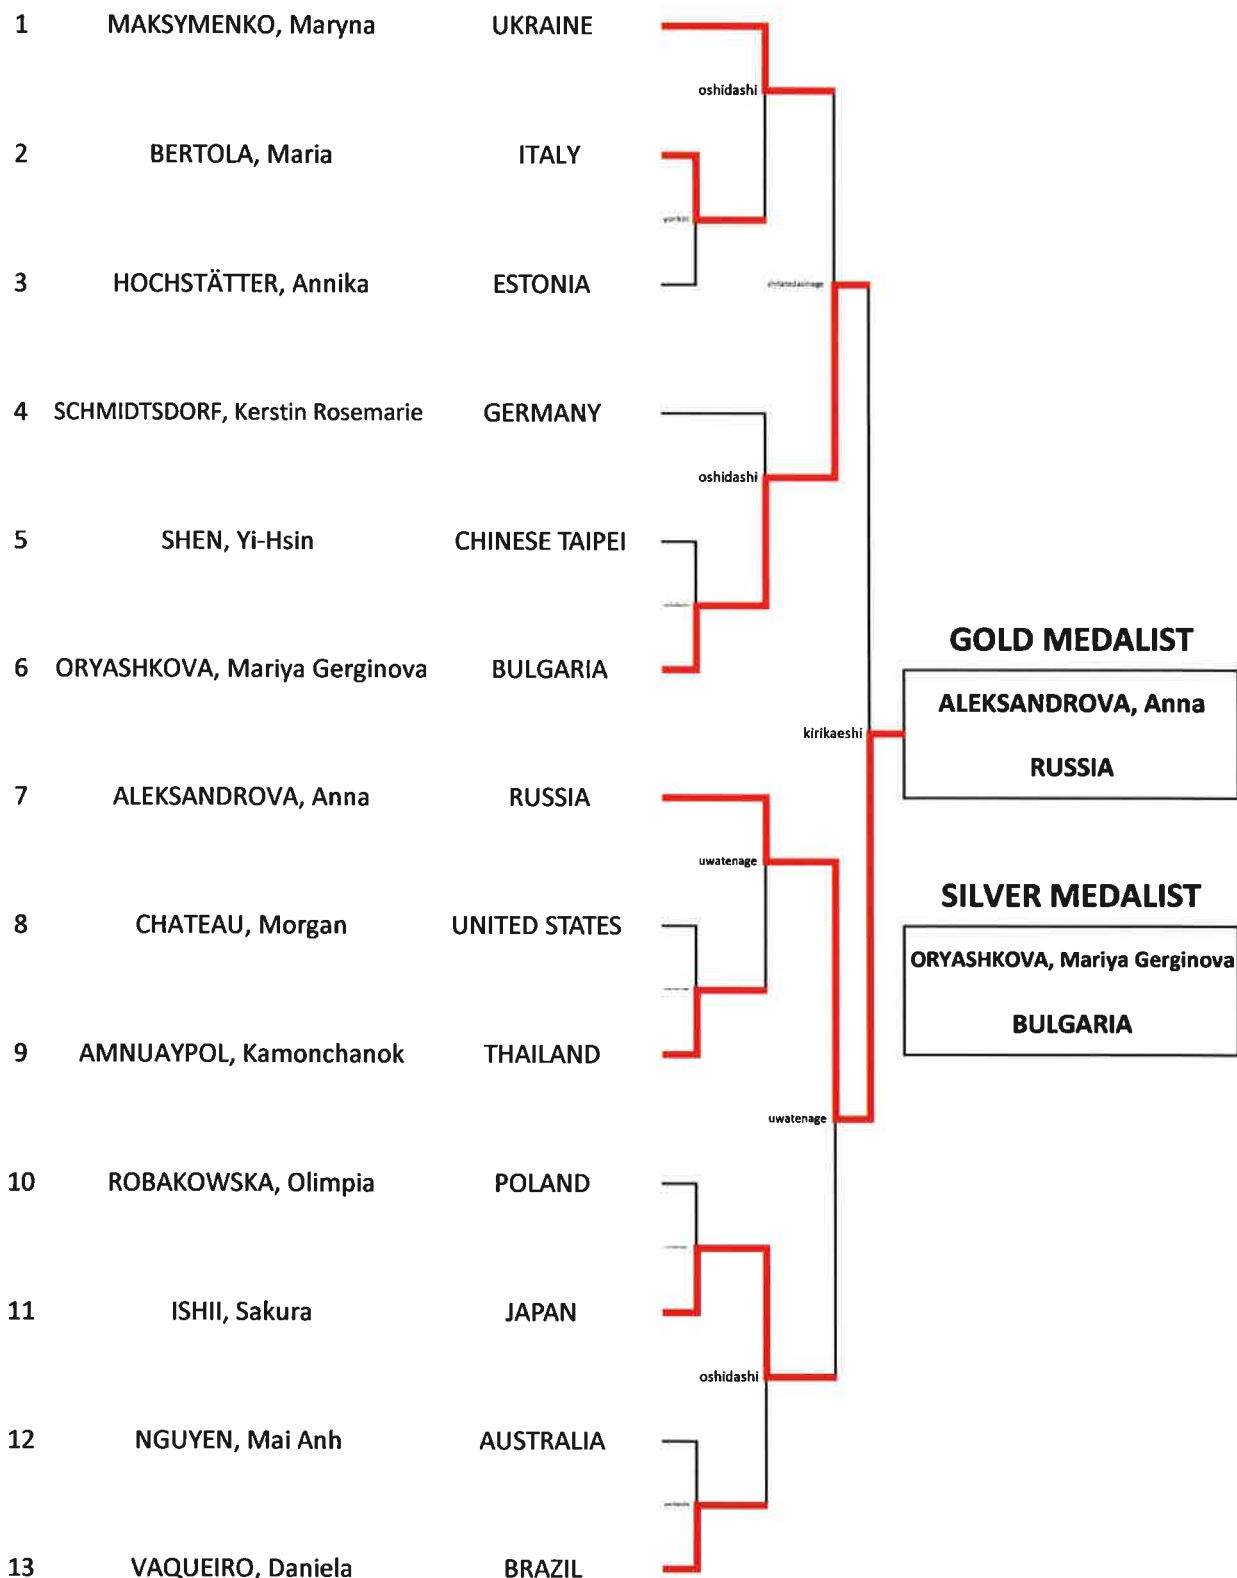 1 MAKSYMENKO, Maryna UKRAINE
oshidashi
2 BERTOLA, Maria ITALY
3 HOCHSTÄTTER, Annika ESTONIA
4 SCHMIDTSDORF, Kerstin Rosemarie GERMANY
oshidashi
5 SHEN, Yi-Hsin CHINESE TAIPEI
GOLD MEDALIST
6 ORYASHKOVA, Mariya Gerginova BULGARIA
ALEKSANDROVA, Anna
kirikaeshi
RUSSIA
7 ALEKSANDROVA, Anna RUSSIA
uwatenage
SILVER MEDALIST
8 CHATEAU, Morgan UNITED STATES
ORYASHKOVA, Mariya Gerginova
BULGARIA
9 AMNUAYPOL, Kamonchanok THAILAND
uwatenage
10 ROBAKOWSKA, Olimpia POLAND
11 ISHII, Sakura JAPAN
oshidashi
12 NGUYEN, Mai Anh AUSTRALIA
13 VAQUEIRO, Daniela BRAZIL